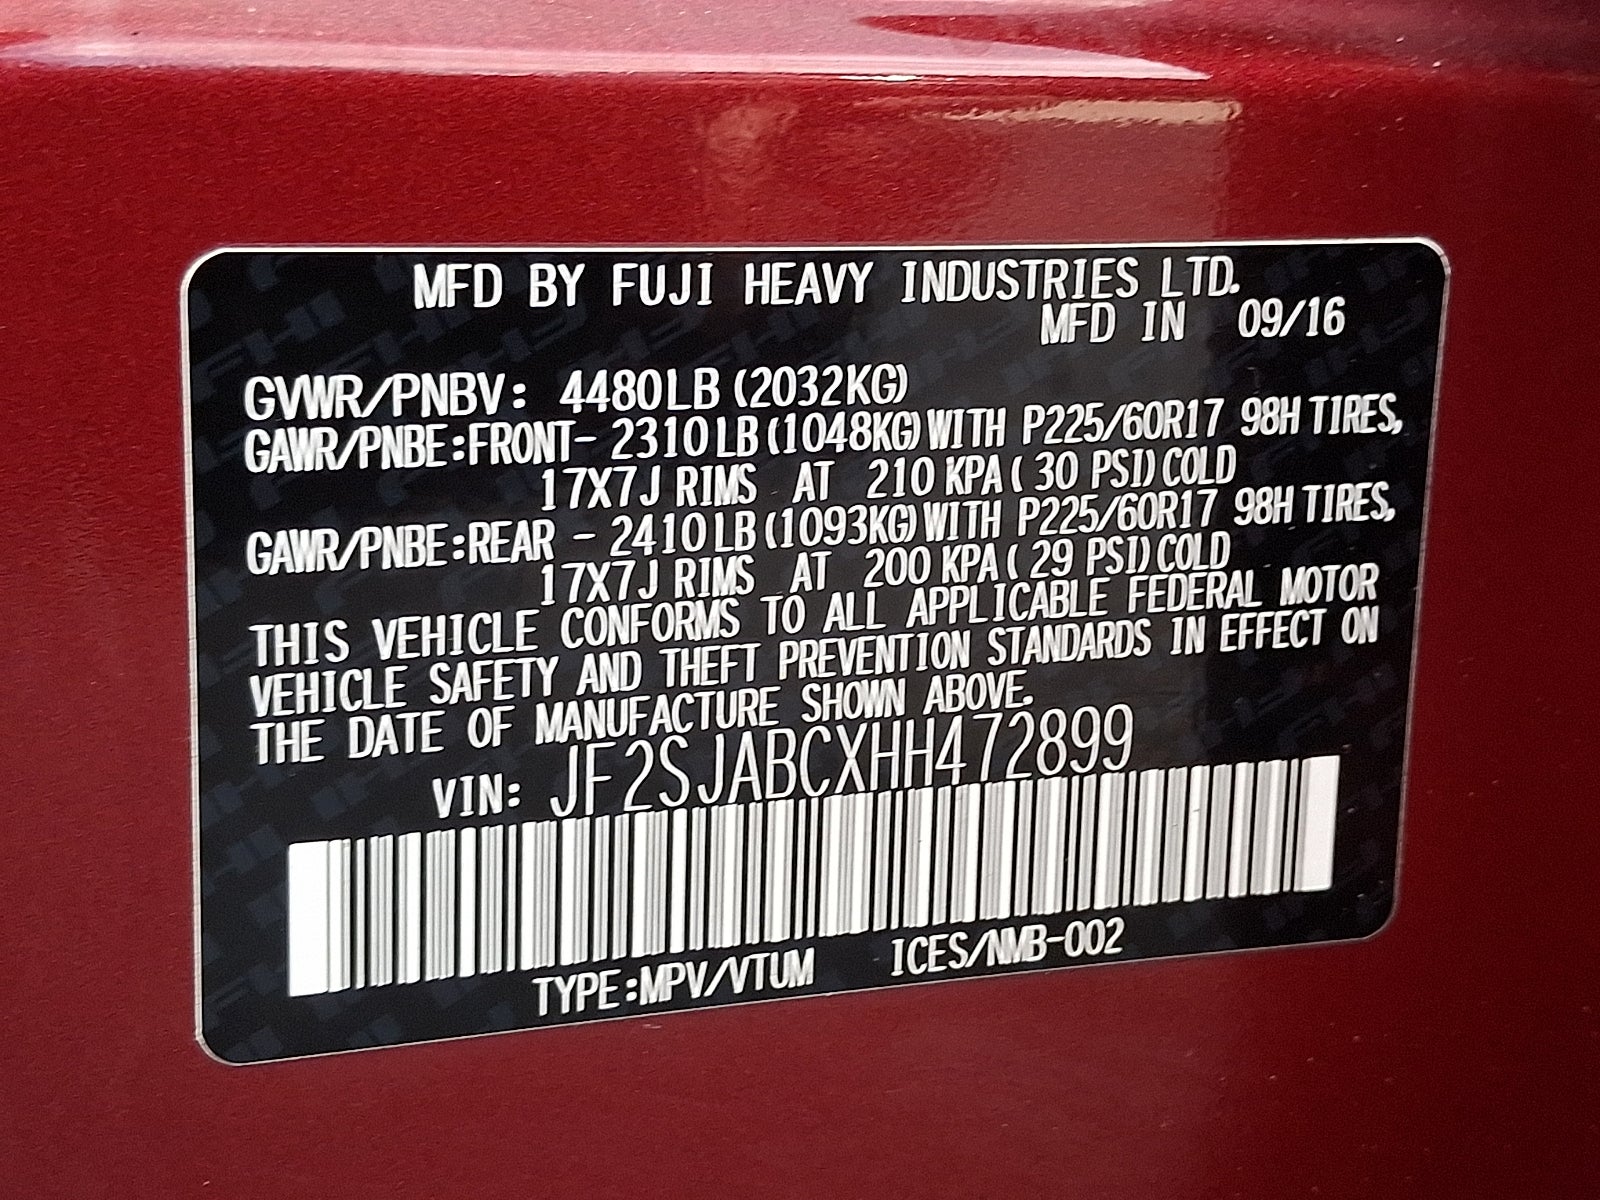 MFD BY FUJI HEAVY INDUSTRIES LTD.
MFD IN 09/16
GVWR/PNBV: 4480LB (2032KG)
GAWR/PNBE:FRONT- 2310LB (1048KG) WITH P225/60R17 98H TIRES,
17X7J RIMS AT 210 KPA ( 30 PSI) COLD
GAWR/PNBE:REAR - 2410LB (1093KG) WITH P225/60R17 98H TIRES,
17X7J RIMS AT 200 KPA ( 29 PSI) COLD
THIS VEHICLE CONFORMS TO ALL APPLICABLE FEDERAL MOTOR
VEHICLE SAFETY AND THEFT PREVENTION STANDARDS IN EFFECT ON
THE DATE OF MANUFACTURE SHOWN ABOVE.
VIN: JF2SJABCXHH472899
TYPE:MPV/VTUM ICES/NMB-002